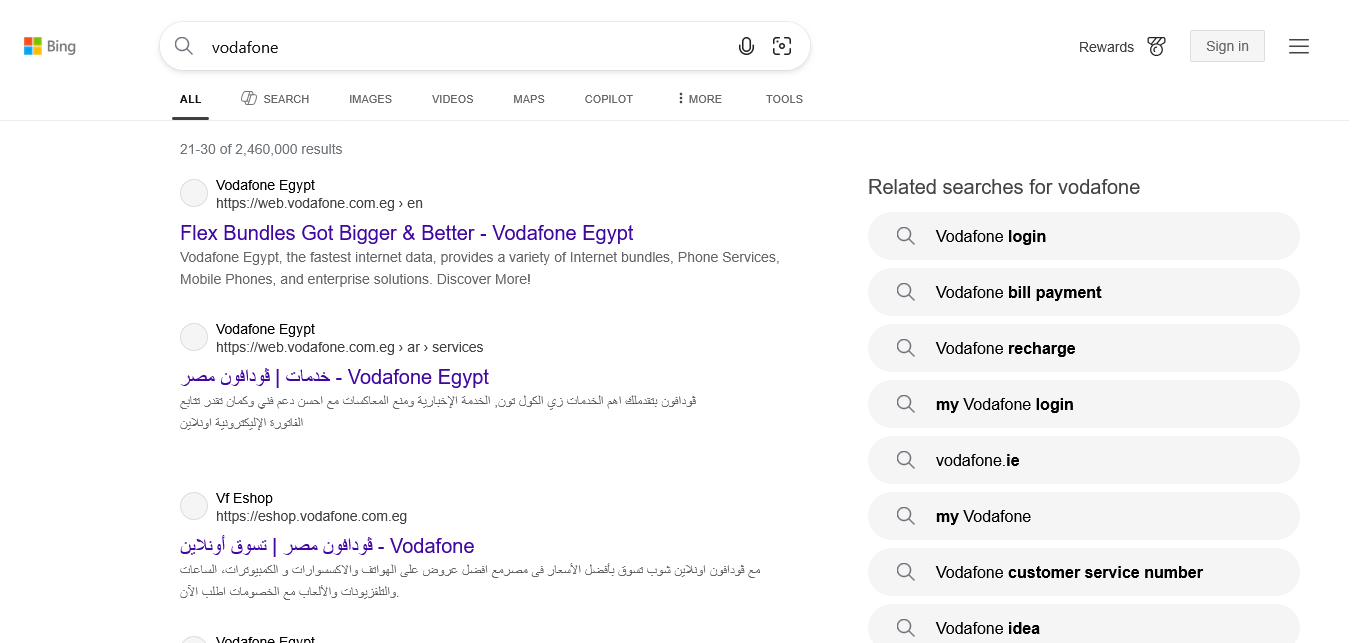 Bing
vodafone
Rewards
Sign in
ALL
SEARCH
IMAGES
VIDEOS
MAPS
COPILOT
MORE
TOOLS
21-30 of 2,460,000 results
Vodafone Egypt
https://web.vodafone.com.eg › en
Flex Bundles Got Bigger & Better - Vodafone Egypt
Vodafone Egypt, the fastest internet data, provides a variety of Internet bundles, Phone Services,
Mobile Phones, and enterprise solutions. Discover More!
Vodafone Egypt
https://web.vodafone.com.eg › ar › services
خدمات | ڤودافون مصر - Vodafone Egypt
ڤودافون بتقدملك اهم الخدمات زي الكول تون, الخدمة الإخبارية ومنع المعاكسات مع احسن دعم فني وكمان تقدر تتابع
الفاتورة الإليكترونية اونلاين
Vf Eshop
https://eshop.vodafone.com.eg
ڤودافون مصر | تسوق أونلاين - Vodafone
مع ڤودافون اونلاين شوب تسوق بأفضل الأسعار فى مصرمع افضل عروض على الهواتف والاكسسوارات و الكمبيوترات، الساعات
والتلفزيونات والألعاب مع الخصومات اطلب الآن.
Vodafone Egypt
Related searches for vodafone
Vodafone login
Vodafone bill payment
Vodafone recharge
my Vodafone login
vodafone.ie
my Vodafone
Vodafone customer service number
Vodafone idea